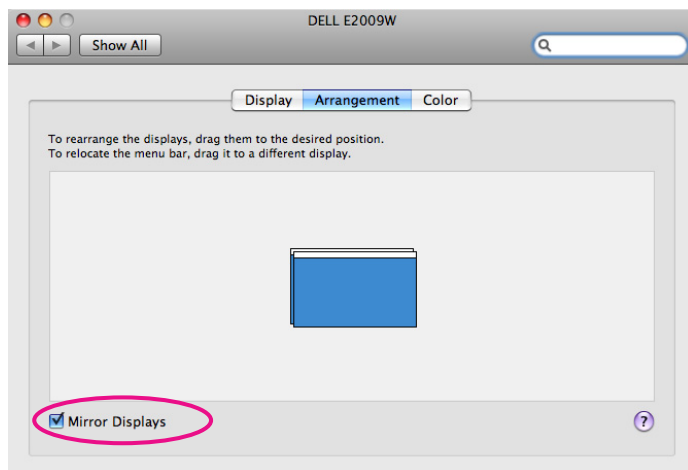 DELL E2009W
Show All
Display Arrangement Color
To rearrange the displays, drag them to the desired position.
To relocate the menu bar, drag it to a different display.
Mirror Displays
?